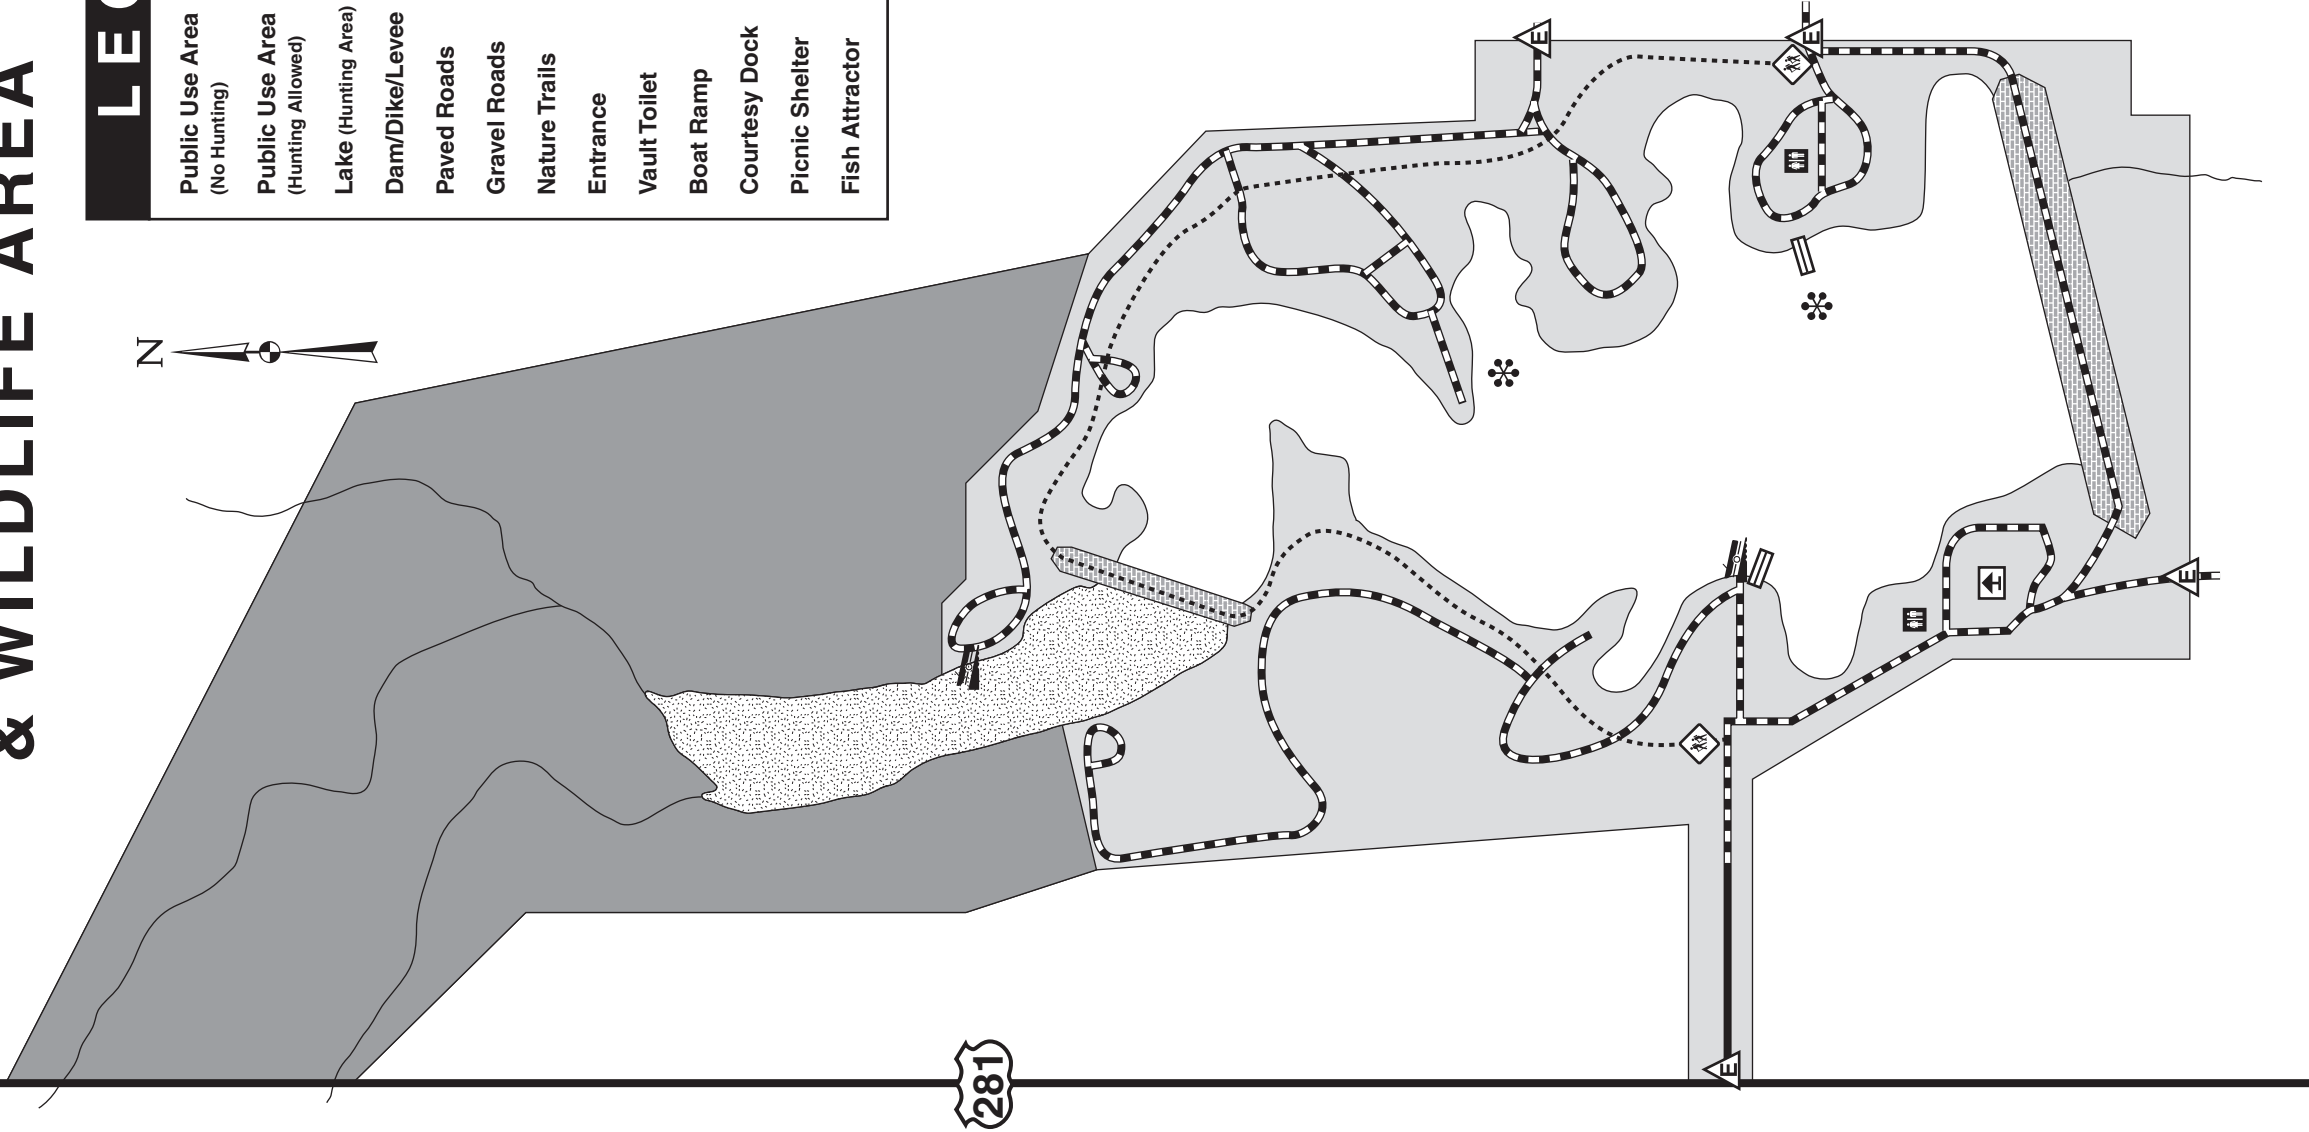 & WILDLIFE AREA
LE
Public Use Area
(No Hunting)
Public Use Area
(Hunting Allowed)
Lake (Hunting Area)
Dam/Dike/Levee
Paved Roads
Gravel Roads
Nature Trails
Entrance
Vault Toilet
Boat Ramp
Courtesy Dock
Picnic Shelter
Fish Attractor
N
E
E
E
E
281